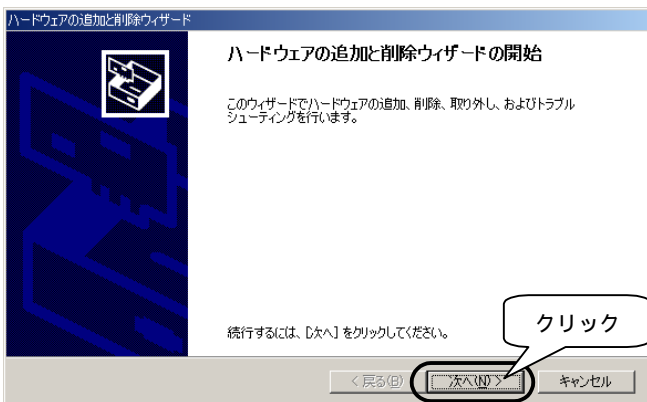 ハードウェアの追加と削除ウィザード
ハードウェアの追加と削除ウィザードの開始
このウィザードでハードウェアの追加、削除、取り外し、およびトラブル
シューティングを行います。
続行するには、[次へ] をクリックしてください。
クリック
< 戻る(B)
次へ(N) >
キャンセル